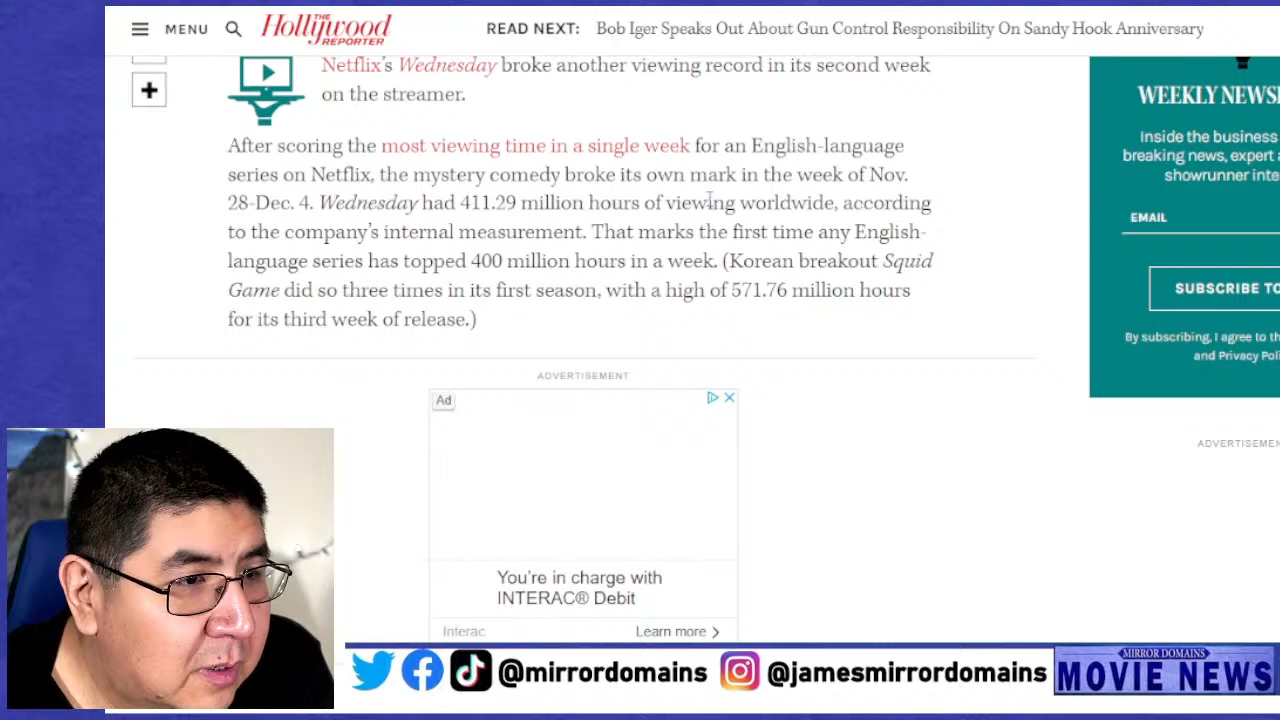 MENU
THE
Hollywood
REPORTER
READ NEXT: Bob Iger Speaks Out About Gun Control Responsibility On Sandy Hook Anniversary
Netflix's Wednesday broke another viewing record in its second week
on the streamer.
After scoring the most viewing time in a single week for an English-language
series on Netflix, the mystery comedy broke its own mark in the week of Nov.
28-Dec. 4. Wednesday had 411.29 million hours of viewing worldwide, according
to the company's internal measurement. That marks the first time any English-
language series has topped 400 million hours in a week. (Korean breakout Squid
Game did so three times in its first season, with a high of 571.76 million hours
for its third week of release.)
ADVERTISEMENT
Ad
You're in charge with
INTERAC® Debit
Interac
Learn more
WEEKLY NEWS
Inside the business
breaking news, expert a
showrunner inte
EMAIL
SUBSCRIBE TO
By subscribing, I agree to th
and Privacy Poli
ADVERTISEMEN
@mirrordomains
@jamesmirrordomains
MIRROR DOMAINS
MOVIE NEWS